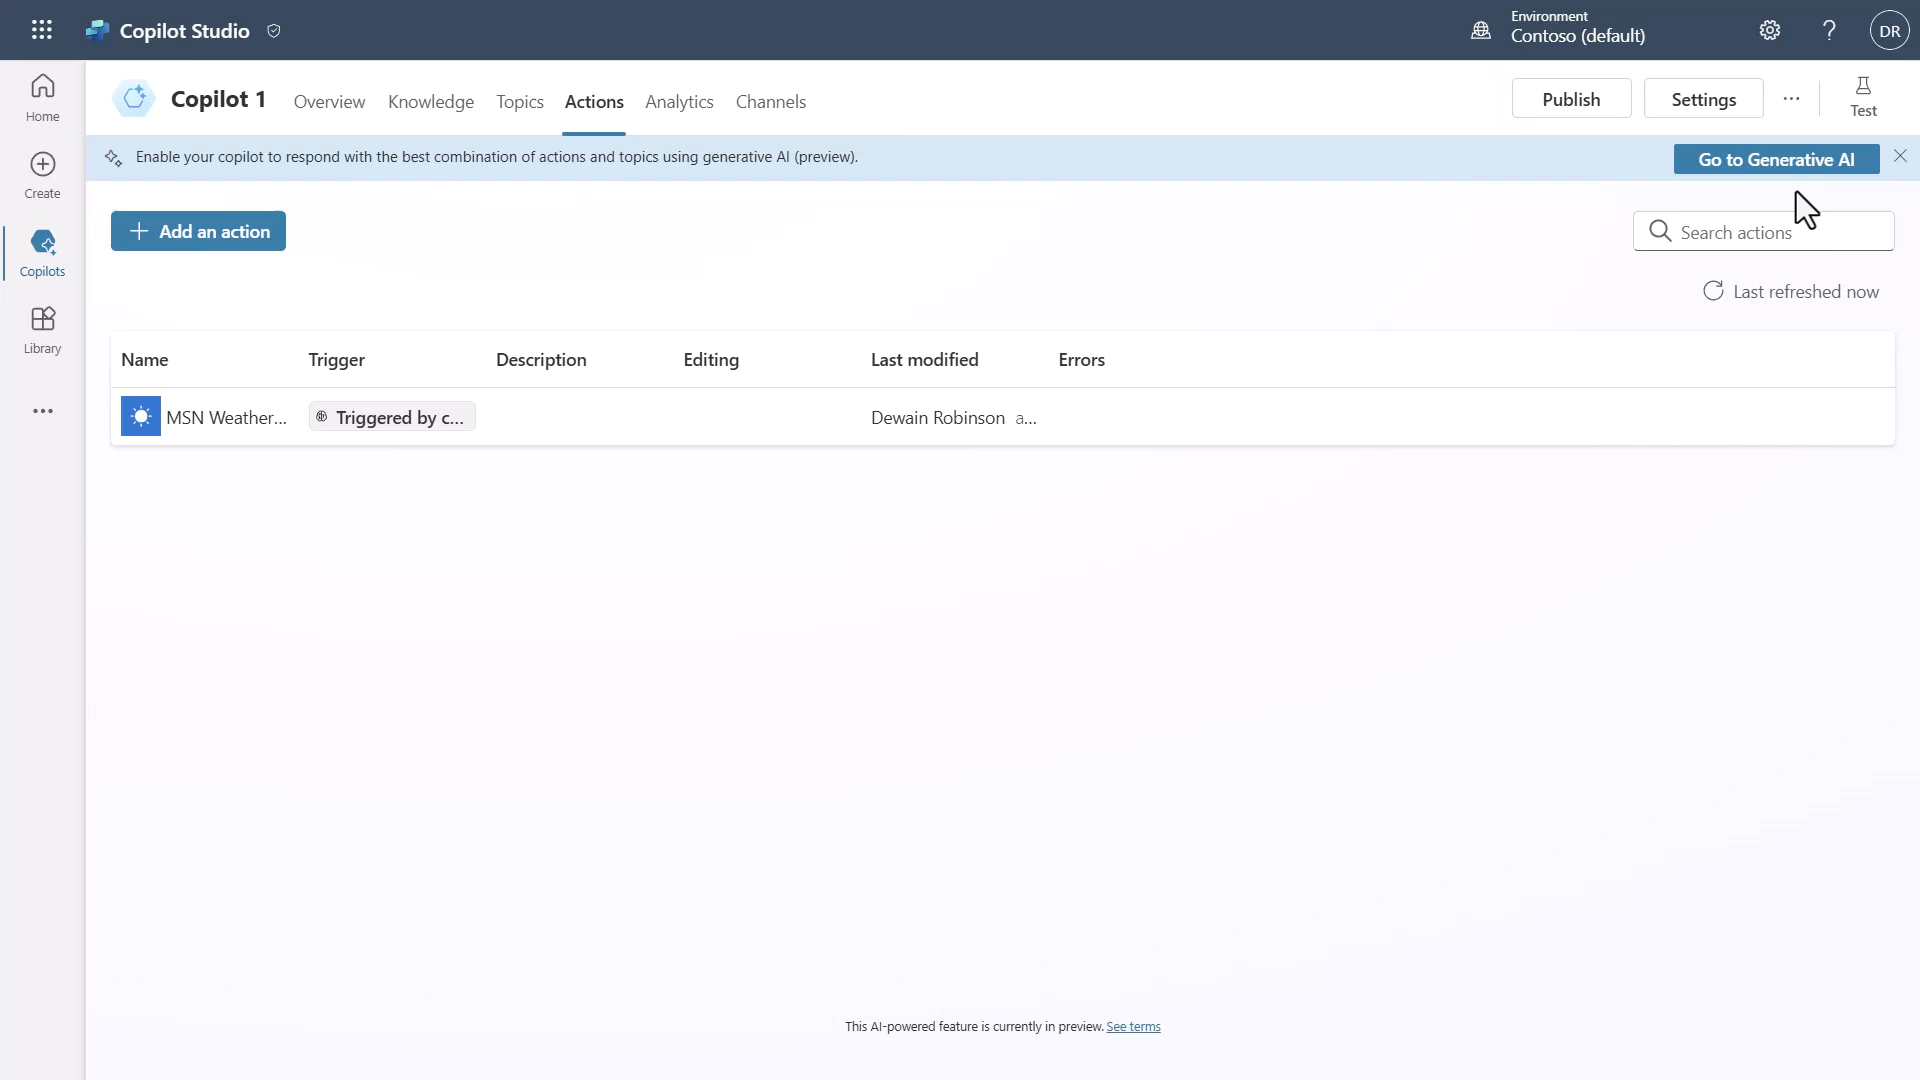 Copilot Studio
Environment
Contoso (default)
?
DR
Home
Create
Copilots
Library
Copilot 1
Overview
Knowledge
Topics
Actions
Analytics
Channels
Publish
Settings
Test
Enable your copilot to respond with the best combination of actions and topics using generative AI (preview).
Go to Generative AI
Add an action
Search actions
Last refreshed now
Name
Trigger
Description
Editing
Last modified
Errors
MSN Weather...
Triggered by c...
Dewain Robinson a...
This AI-powered feature is currently in preview. See terms